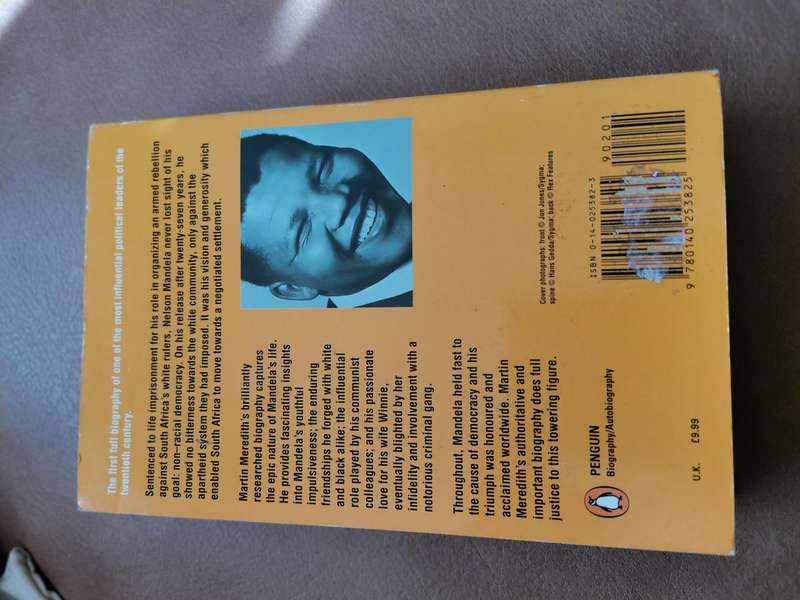 The first full biography of one of the most influential political leaders of the
twentieth century.
Sentenced to life imprisonment for his role in organizing an armed rebellion
against South Africa's white rulers, Nelson Mandela never lost sight of his
goal: non-racial democracy. On his release after twenty-seven years, he
showed no bitterness towards the white community, only against the
apartheid system they had imposed. It was his vision and generosity which
enabled South Africa to move towards a negotiated settlement.
Martin Meredith's brilliantly
researched biography captures
the epic nature of Mandela's life.
He provides fascinating insights
into Mandela's youthful
impulsiveness; the enduring
friendships he forged with white
and black alike; the influential
role played by his communist
colleagues; and his passionate
love for his wife Winnie,
eventually blighted by her
infidelity and involvement with a
notorious criminal gang.
Throughout, Mandela held fast to
the cause of democracy and his
triumph was honoured and
acclaimed worldwide. Martin
Meredith's authoritative and
important biography does full
justice to this towering figure.
Cover photographs: front © Jon Jones/Sygma;
spine © Hans Gedda/Sygma; back © Rex Features
PENGUIN
Biography/Autobiography
U.K. £9.99
ISBN 0-14-025382-3
90201
9 780140 253825